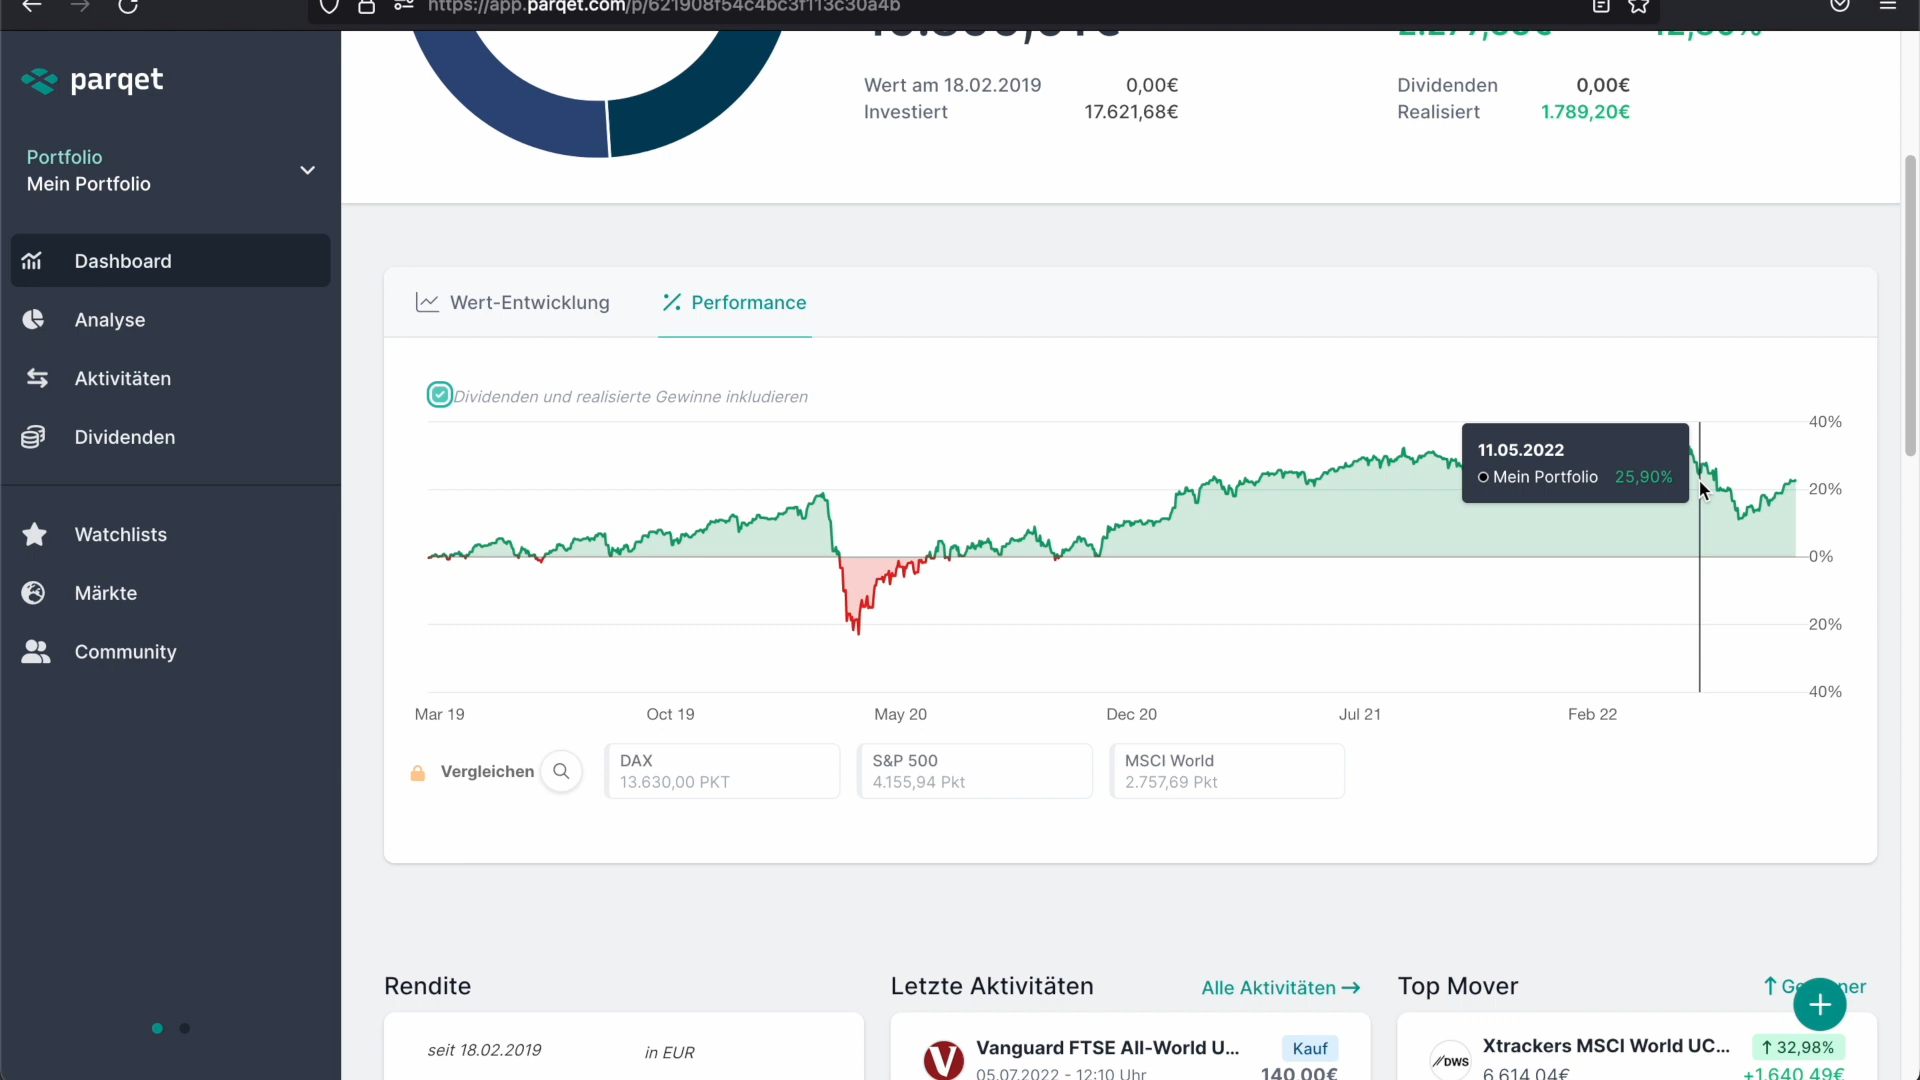 https://app.parqet.com/p/621908f54c4bc3f113c30a4b
parqet
Portfolio
Mein Portfolio
Dashboard
Analyse
Aktivitäten
Dividenden
Watchlists
Märkte
Community
Wert am 18.02.2019 0,00€
Investiert 17.621,68€
Dividenden 0,00€
Realisiert 1.789,20€
Wert-Entwicklung
Performance
Dividenden und realisierte Gewinne inkludieren
40%
20%
0%
20%
40%
11.05.2022
Mein Portfolio 25,90%
Mar 19 Oct 19 May 20 Dec 20 Jul 21 Feb 22
Vergleichen
DAX
13.630,00 PKT
S&P 500
4.155,94 Pkt
MSCI World
2.757,69 Pkt
Rendite
seit 18.02.2019 in EUR
Letzte Aktivitäten Alle Aktivitäten →
Vanguard FTSE All-World U... Kauf
05.07.2022 - 12:10 Uhr 140,00€
Top Mover
Xtrackers MSCI World UC... ↑ 32,98%
//DWS
6.614,04€ +1.640,49€